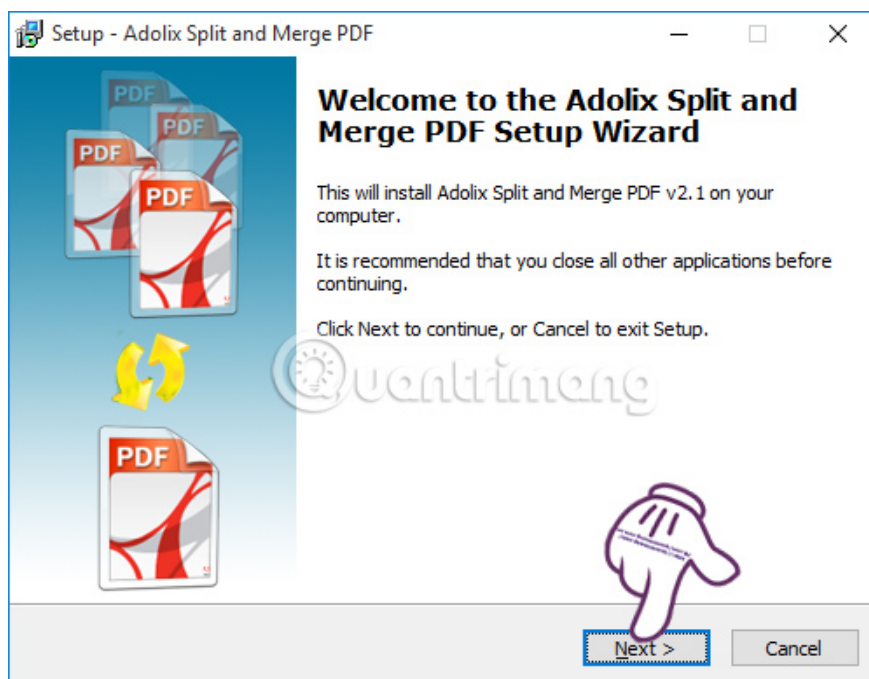 Setup - Adolix Split and Merge PDF
PDF
PDF
PDF
PDF
PDF
Welcome to the Adolix Split and
Merge PDF Setup Wizard
This will install Adolix Split and Merge PDF v2.1 on your
computer.
It is recommended that you close all other applications before
continuing.
Click Next to continue, or Cancel to exit Setup.
Quantrimang
Next >
Cancel